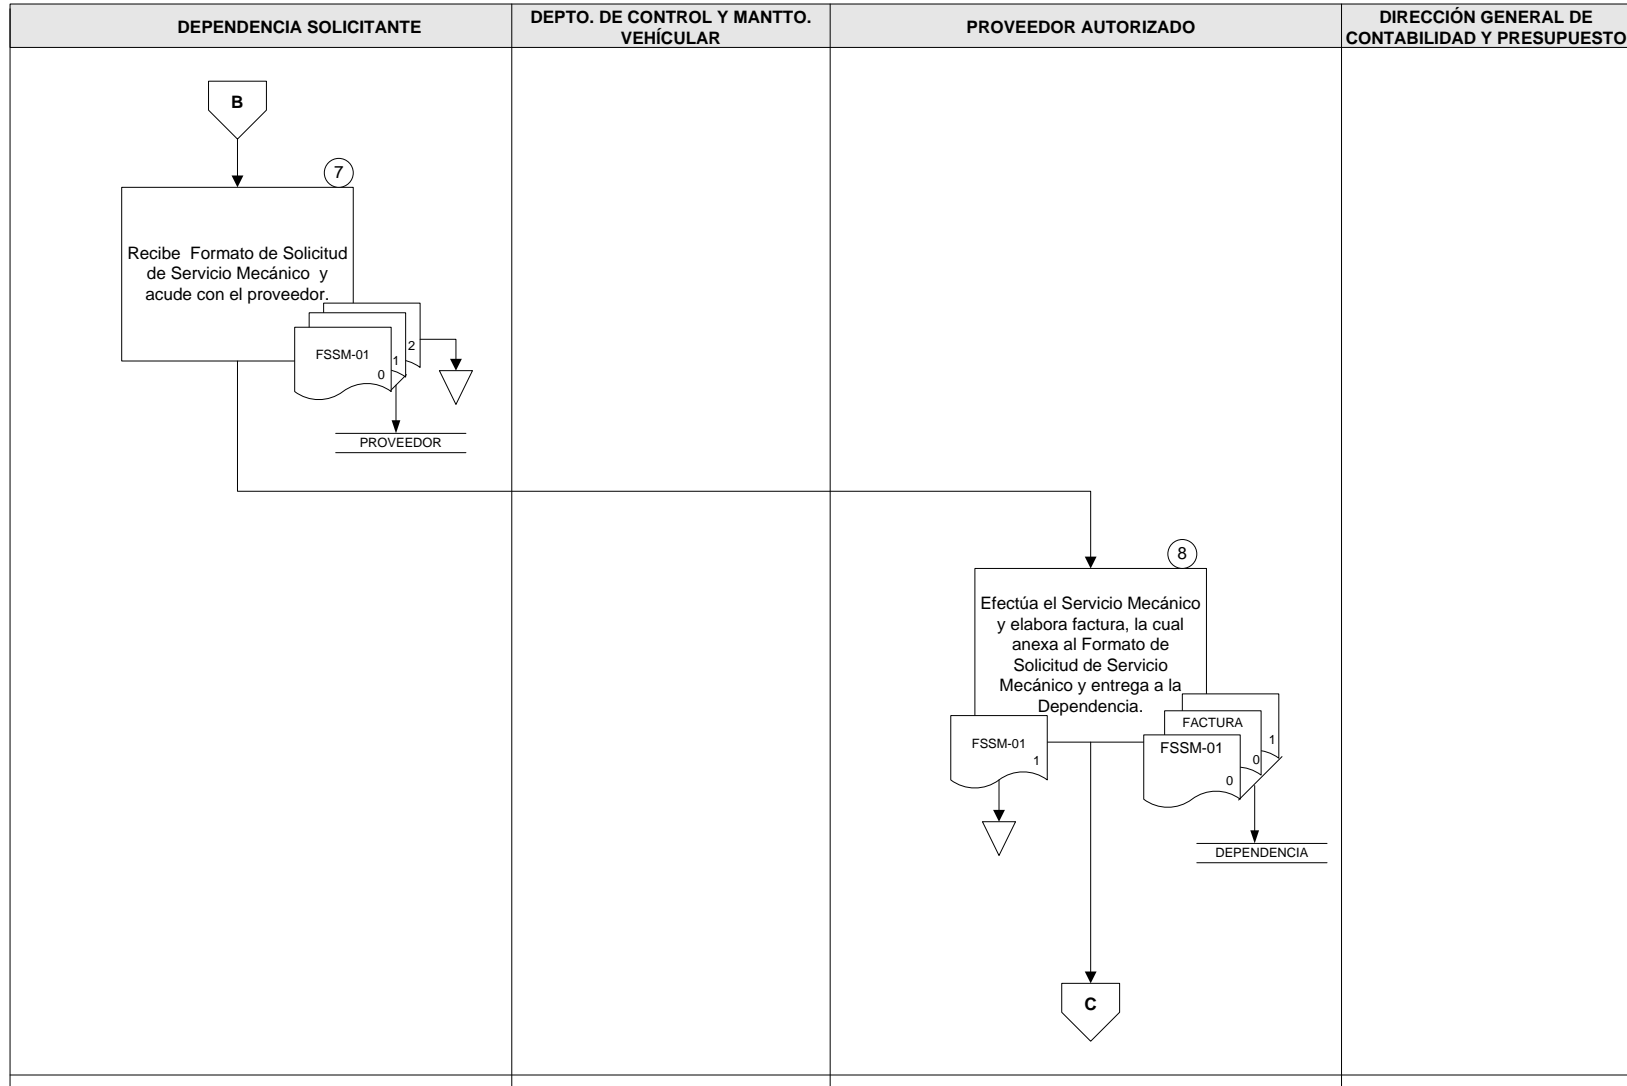 DEPENDENCIA SOLICITANTE
DEPTO. DE CONTROL Y MANTTO.
VEHÍCULAR
PROVEEDOR AUTORIZADO
DIRECCIÓN GENERAL DE
CONTABILIDAD Y PRESUPUESTO
B
7
Recibe Formato de Solicitud
de Servicio Mecánico y
acude con el proveedor.
FSSM-01
0
1
2
PROVEEDOR
8
Efectúa el Servicio Mecánico
y elabora factura, la cual
anexa al Formato de
Solicitud de Servicio
Mecánico y entrega a la
Dependencia.
FSSM-01
1
FACTURA
FSSM-01
0
0
1
DEPENDENCIA
C